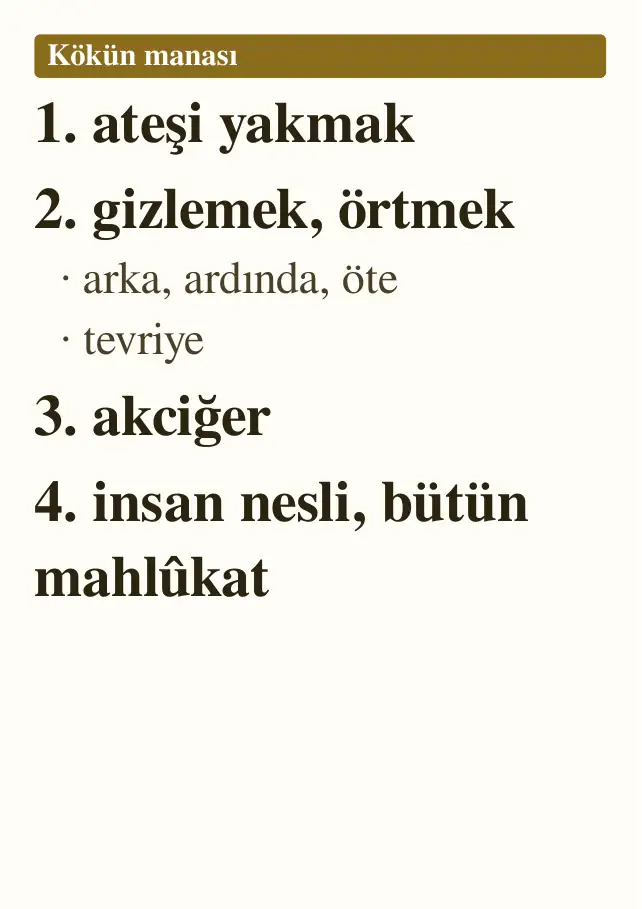 Kökün manası
1. ateşi yakmak
2. gizlemek, örtmek
· arka, ardında, öte
· tevriye
3. akciğer
4. insan nesli, bütün
mahlûkat